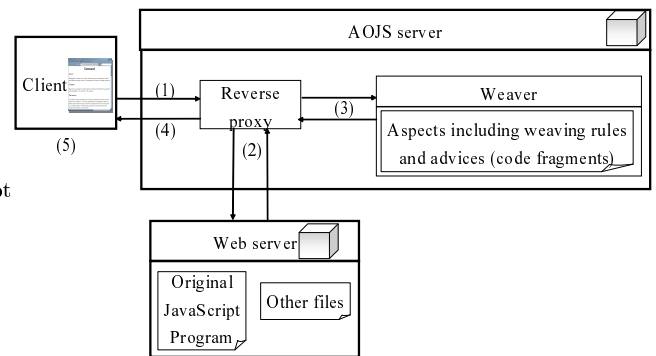 AOJS server
Client
(1)
Reverse
proxy
(3)
Weaver
(4)
Aspects including weaving rules
and advices (code fragments)
(5)
(2)
ot
Web server
Original
JavaScript
Program
Other files